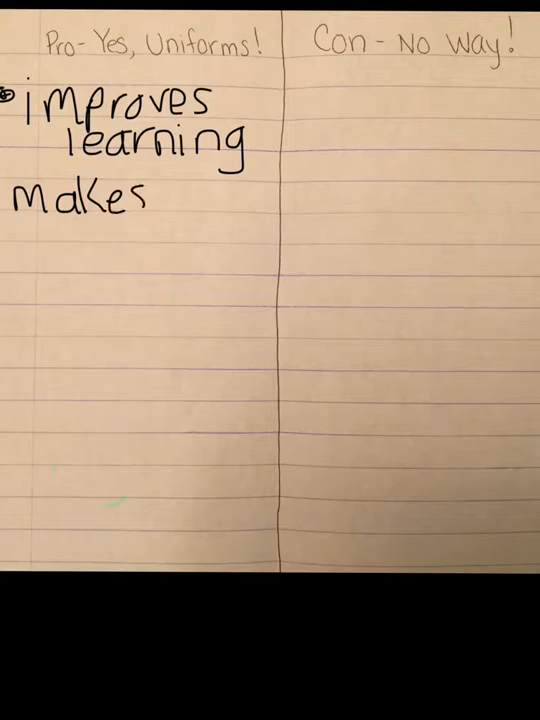 Pro- Yes, Uniforms!
Con - No Way!
improves
learning
makes